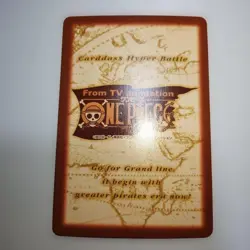 Carddass Hyper Battle
From TV animation
ONE PIECE
Go for Grand line,
it begin with
greater pirates era now!